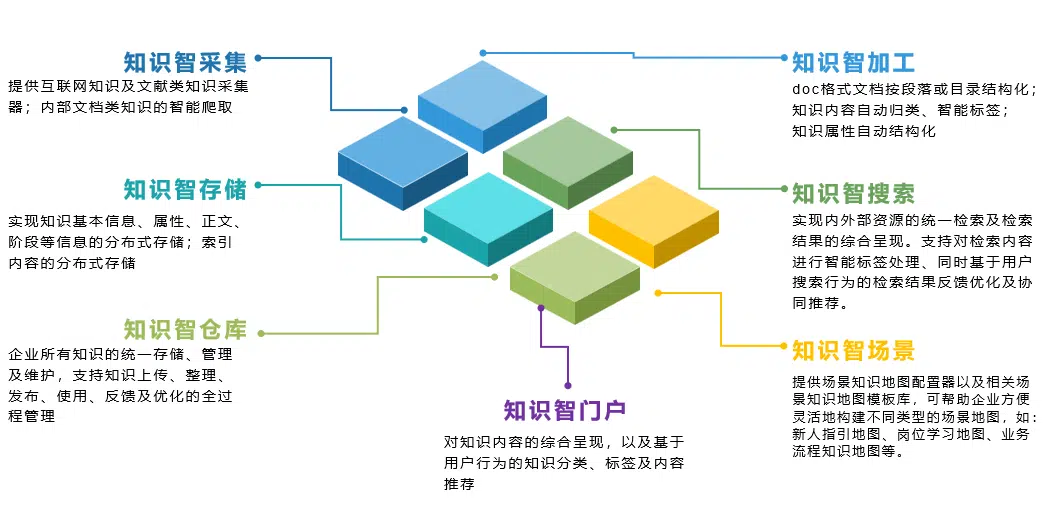 知识智采集
提供互联网知识及文献类知识采集
器；内部文档类知识的智能爬取
知识智存储
实现知识基本信息、属性、正文、
阶段等信息的分布式存储；索引
内容的分布式存储
知识智仓库
企业所有知识的统一存储、管理
及维护，支持知识上传、整理、
发布、使用、反馈及优化的全过
程管理
知识智门户
对知识内容的综合呈现，以及基于
用户行为的知识分类、标签及内容
推荐
知识智加工
doc格式文档按段落或目录结构化；
知识内容自动归类、智能标签；
知识属性自动结构化
知识智搜索
实现内外部资源的统一检索及检索
结果的综合呈现。支持对检索内容
进行智能标签处理、同时基于用户
搜索行为的检索结果反馈优化及协
同推荐。
知识智场景
提供场景知识地图配置器以及相关场
景知识地图模板库，可帮助企业方便
灵活地构建不同类型的场景地图，如：
新人指引地图、岗位学习地图、业务
流程知识地图等。